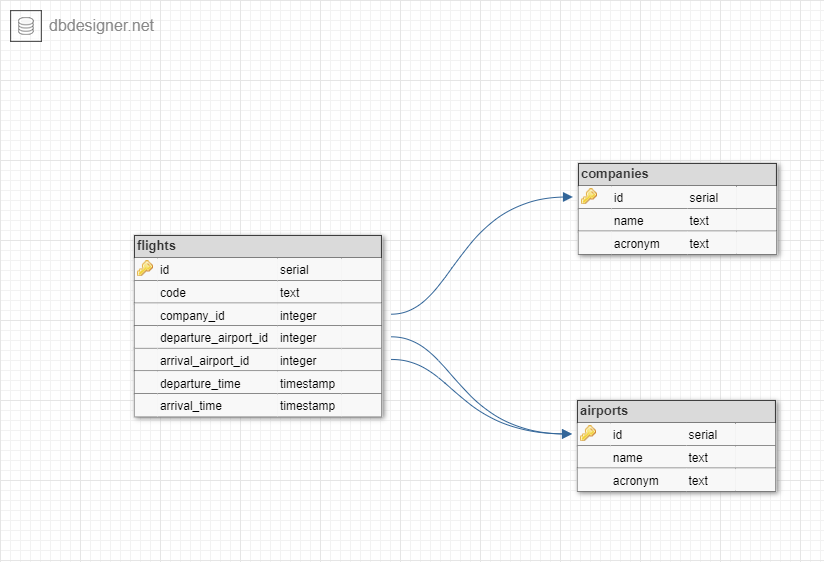 dbdesigner.net
flights
id serial
code text
company_id integer
departure_airport_id integer
arrival_airport_id integer
departure_time timestamp
arrival_time timestamp
companies
id serial
name text
acronym text
airports
id serial
name text
acronym text